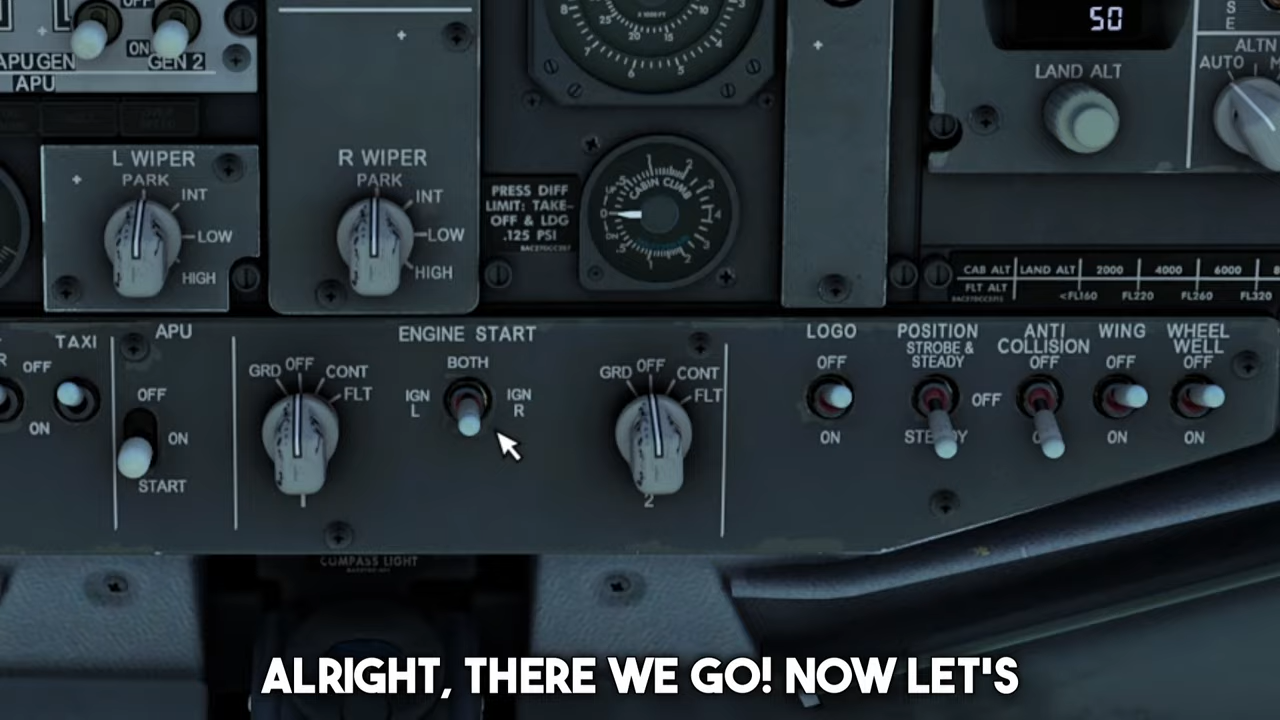 OFF
ON
APU GEN
GEN 2
APU
L WIPER
PARK
INT
LOW
HIGH
R WIPER
PARK
INT
LOW
HIGH
PRESS DIFF
LIMIT: TAKE-
OFF & LDG
.125 PSI
CABIN CLIMB
50
LAND ALT
ALTN
AUTO
CAB ALT
LAND ALT
2000
4000
6000
FLT ALT
<FL160
FL220
FL260
FL320
TAXI
OFF
ON
APU
OFF
ON
START
ENGINE START
GRD
OFF
CONT
FLT
1
BOTH
IGN
L
IGN
R
GRD
OFF
CONT
FLT
2
LOGO
OFF
ON
POSITION
STROBE &
STEADY
OFF
STEADY
ANTI
COLLISION
OFF
ON
WING
OFF
ON
WHEEL
WELL
OFF
ON
COMPASS LIGHT
ALRIGHT, THERE WE GO! NOW LET'S